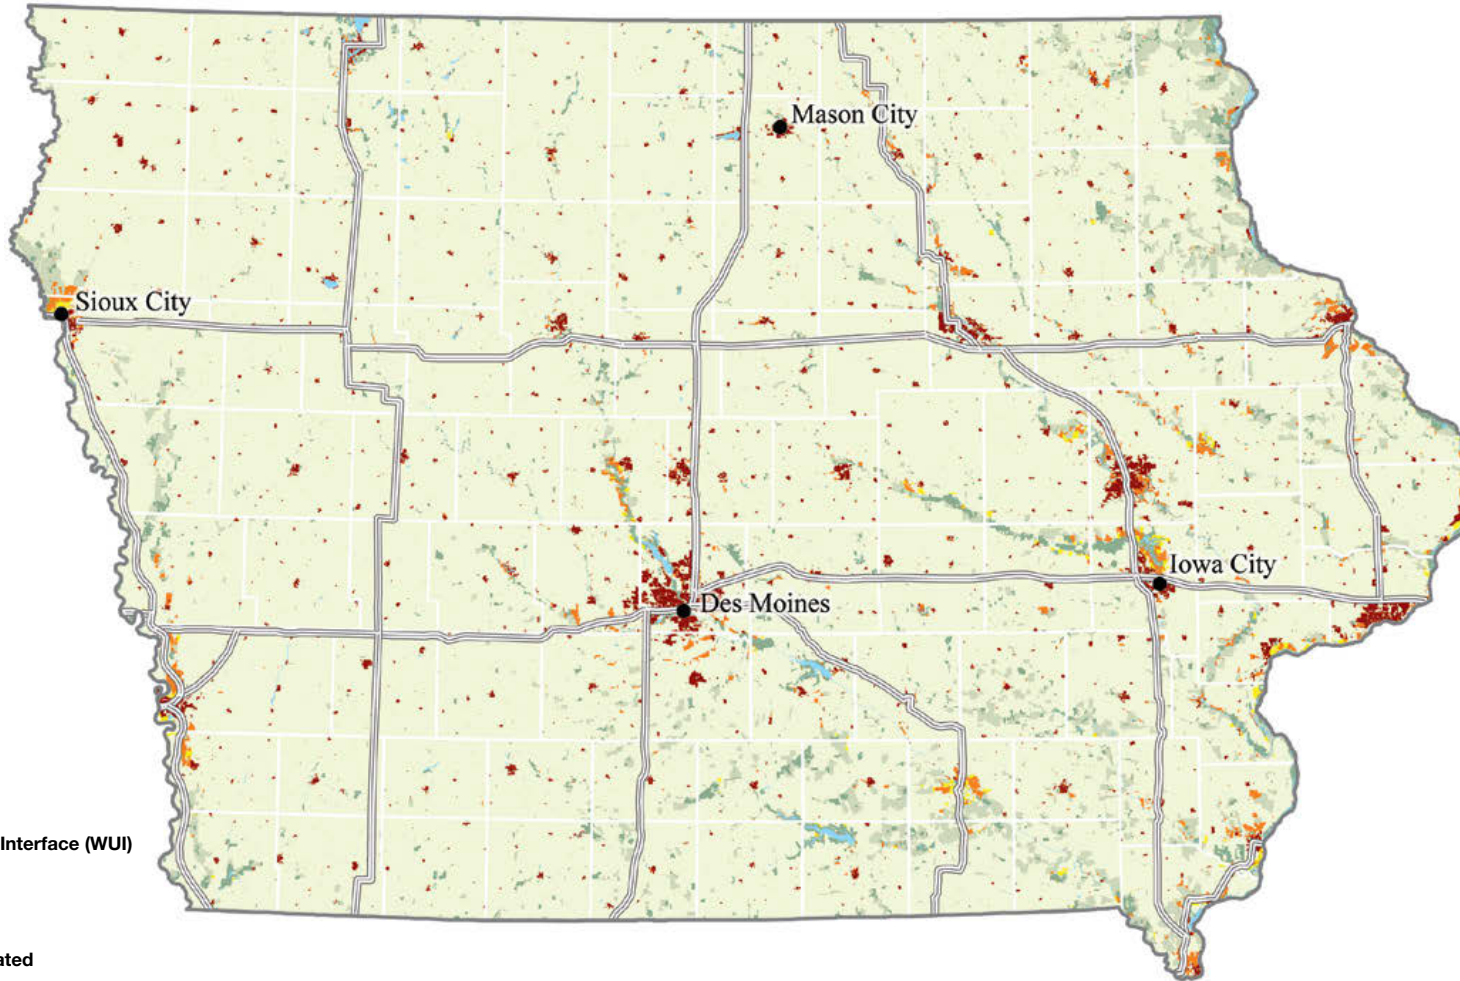 Mason City
Sioux City
Iowa City
Des Moines
Interface (WUI)
ated